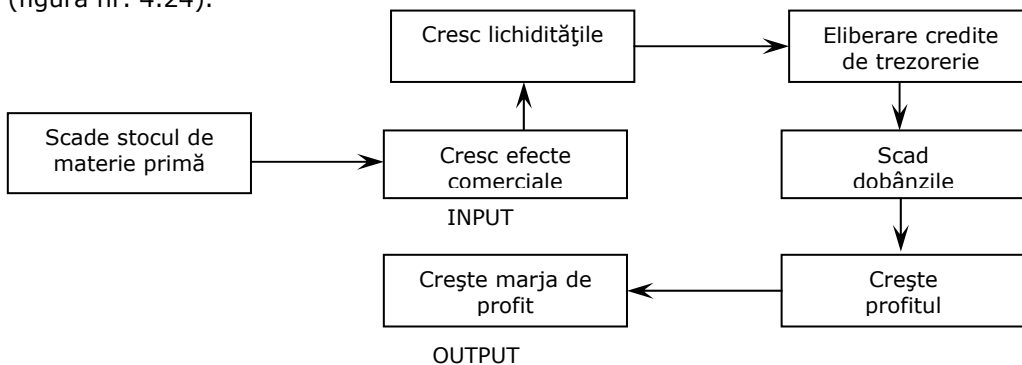 (figura nr. 4.24).
Cresc lichidităţile
Eliberare credite
de trezorerie
Scade stocul de
materie primă
Cresc efecte
comerciale
Scad
dobânzile
INPUT
Creşte marja de
profit
Creşte
profitul
OUTPUT